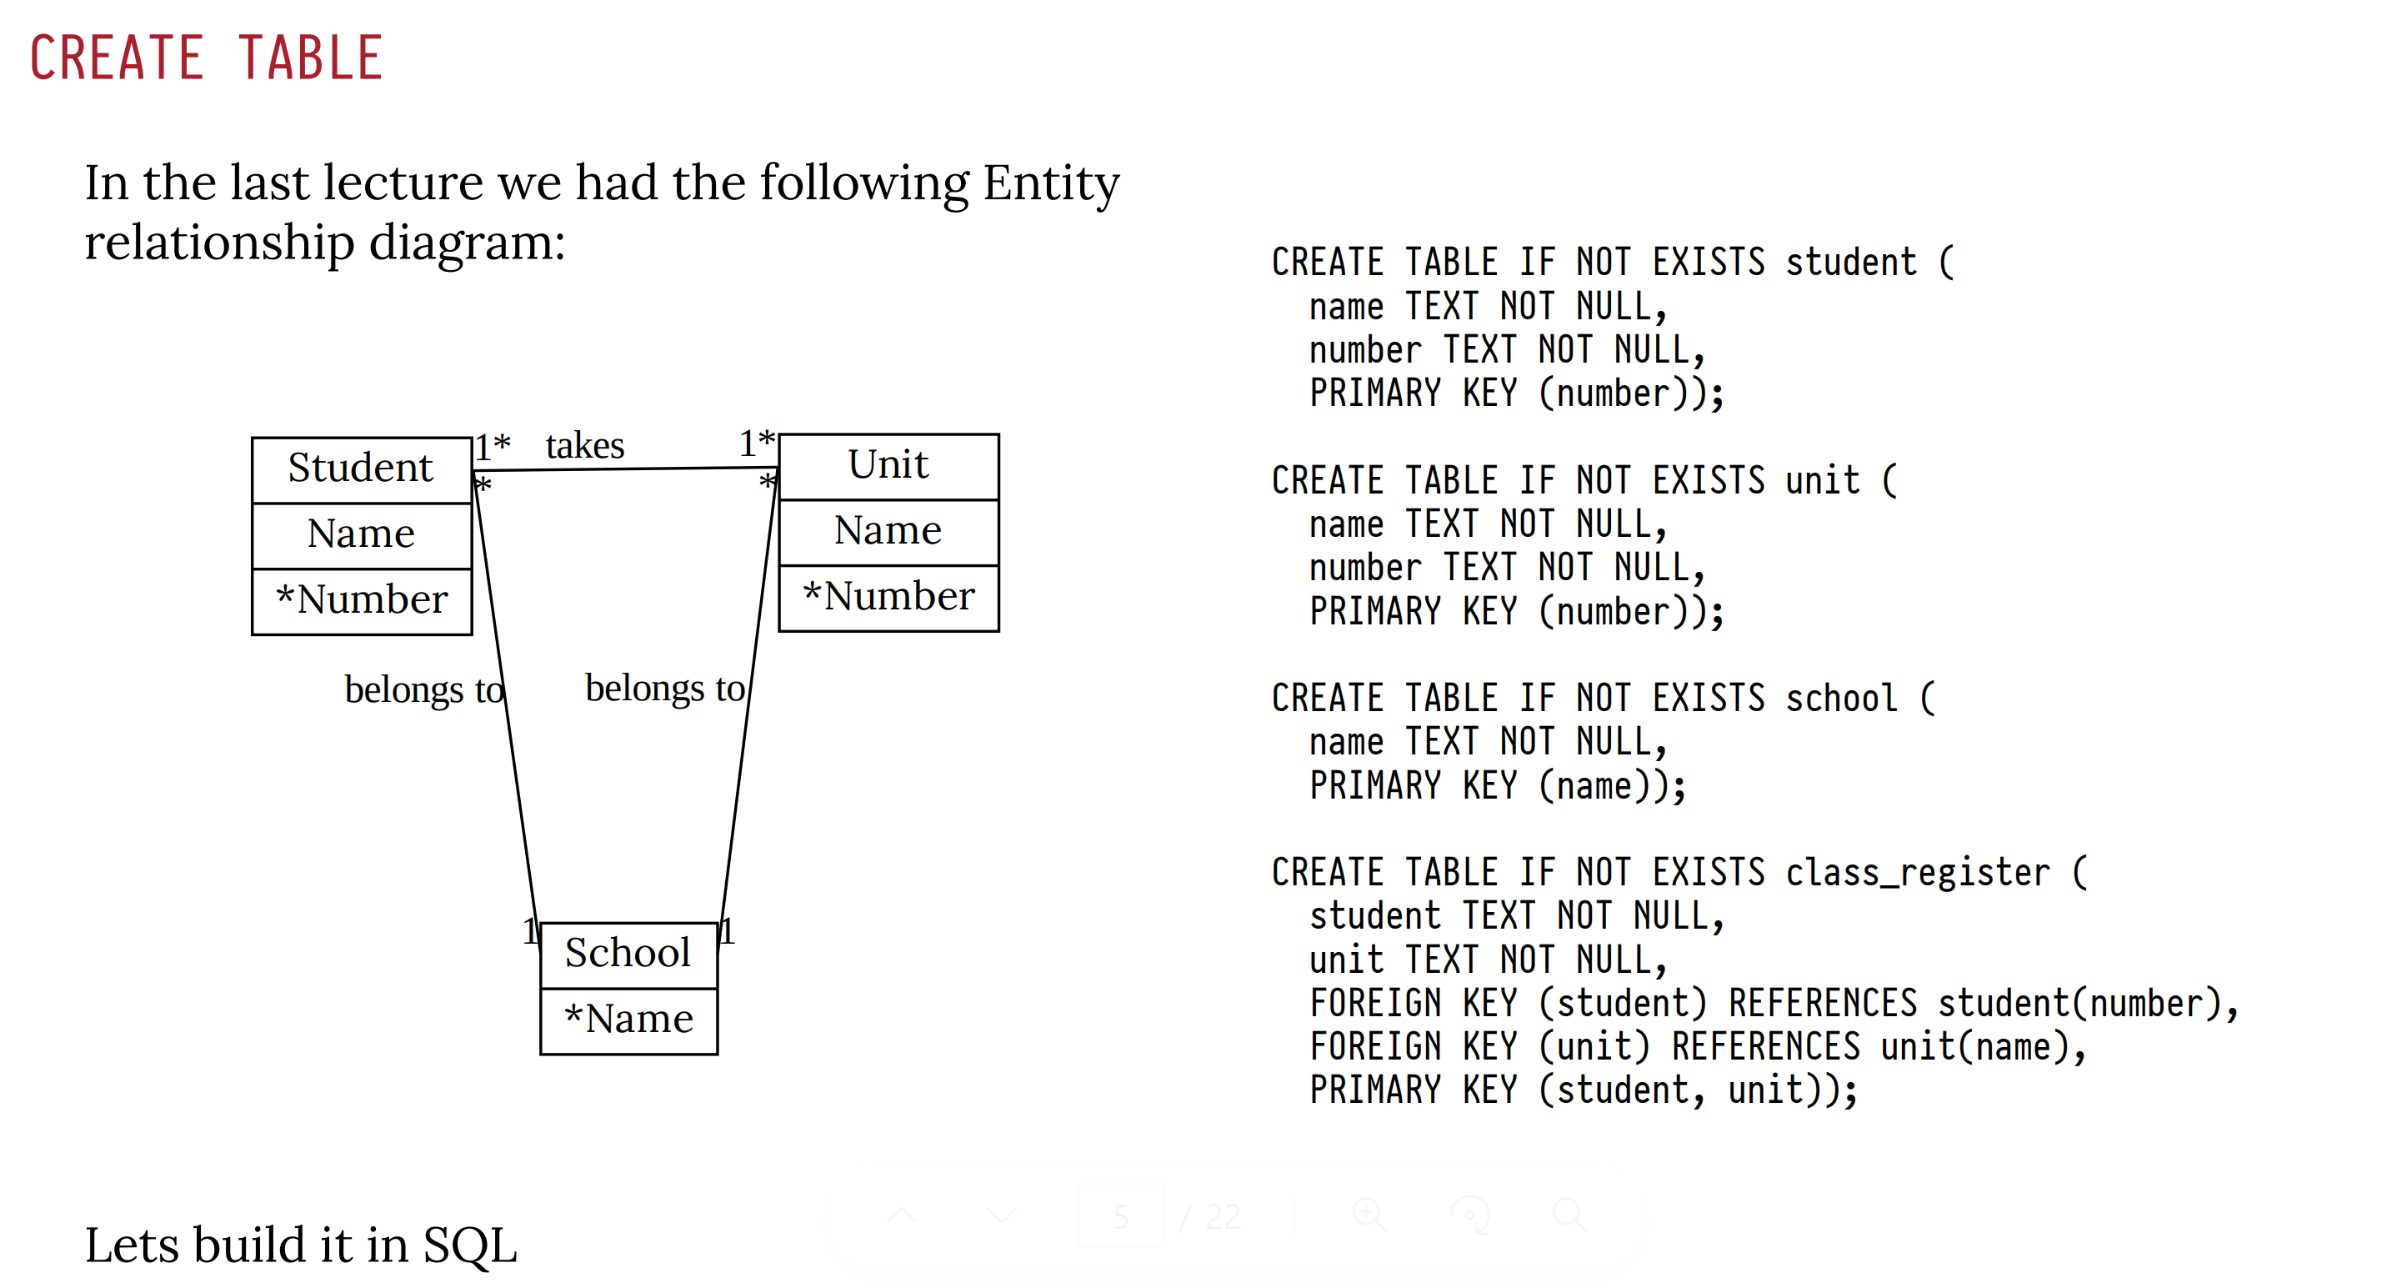 CREATE TABLE
In the last lecture we had the following Entity
relationship diagram:
1* takes 1*
Student
*
Name
*Number
*
Unit
Name
*Number
belongs to
belongs to
1
1
School
*Name
Lets build it in SQL
CREATE TABLE IF NOT EXISTS student (
name TEXT NOT NULL,
number TEXT NOT NULL,
PRIMARY KEY (number));
CREATE TABLE IF NOT EXISTS unit (
name TEXT NOT NULL,
number TEXT NOT NULL,
PRIMARY KEY (number));
CREATE TABLE IF NOT EXISTS school (
name TEXT NOT NULL,
PRIMARY KEY (name));
CREATE TABLE IF NOT EXISTS class_register (
student TEXT NOT NULL,
unit TEXT NOT NULL,
FOREIGN KEY (student) REFERENCES student(number),
FOREIGN KEY (unit) REFERENCES unit(name),
PRIMARY KEY (student, unit));
5 / 22